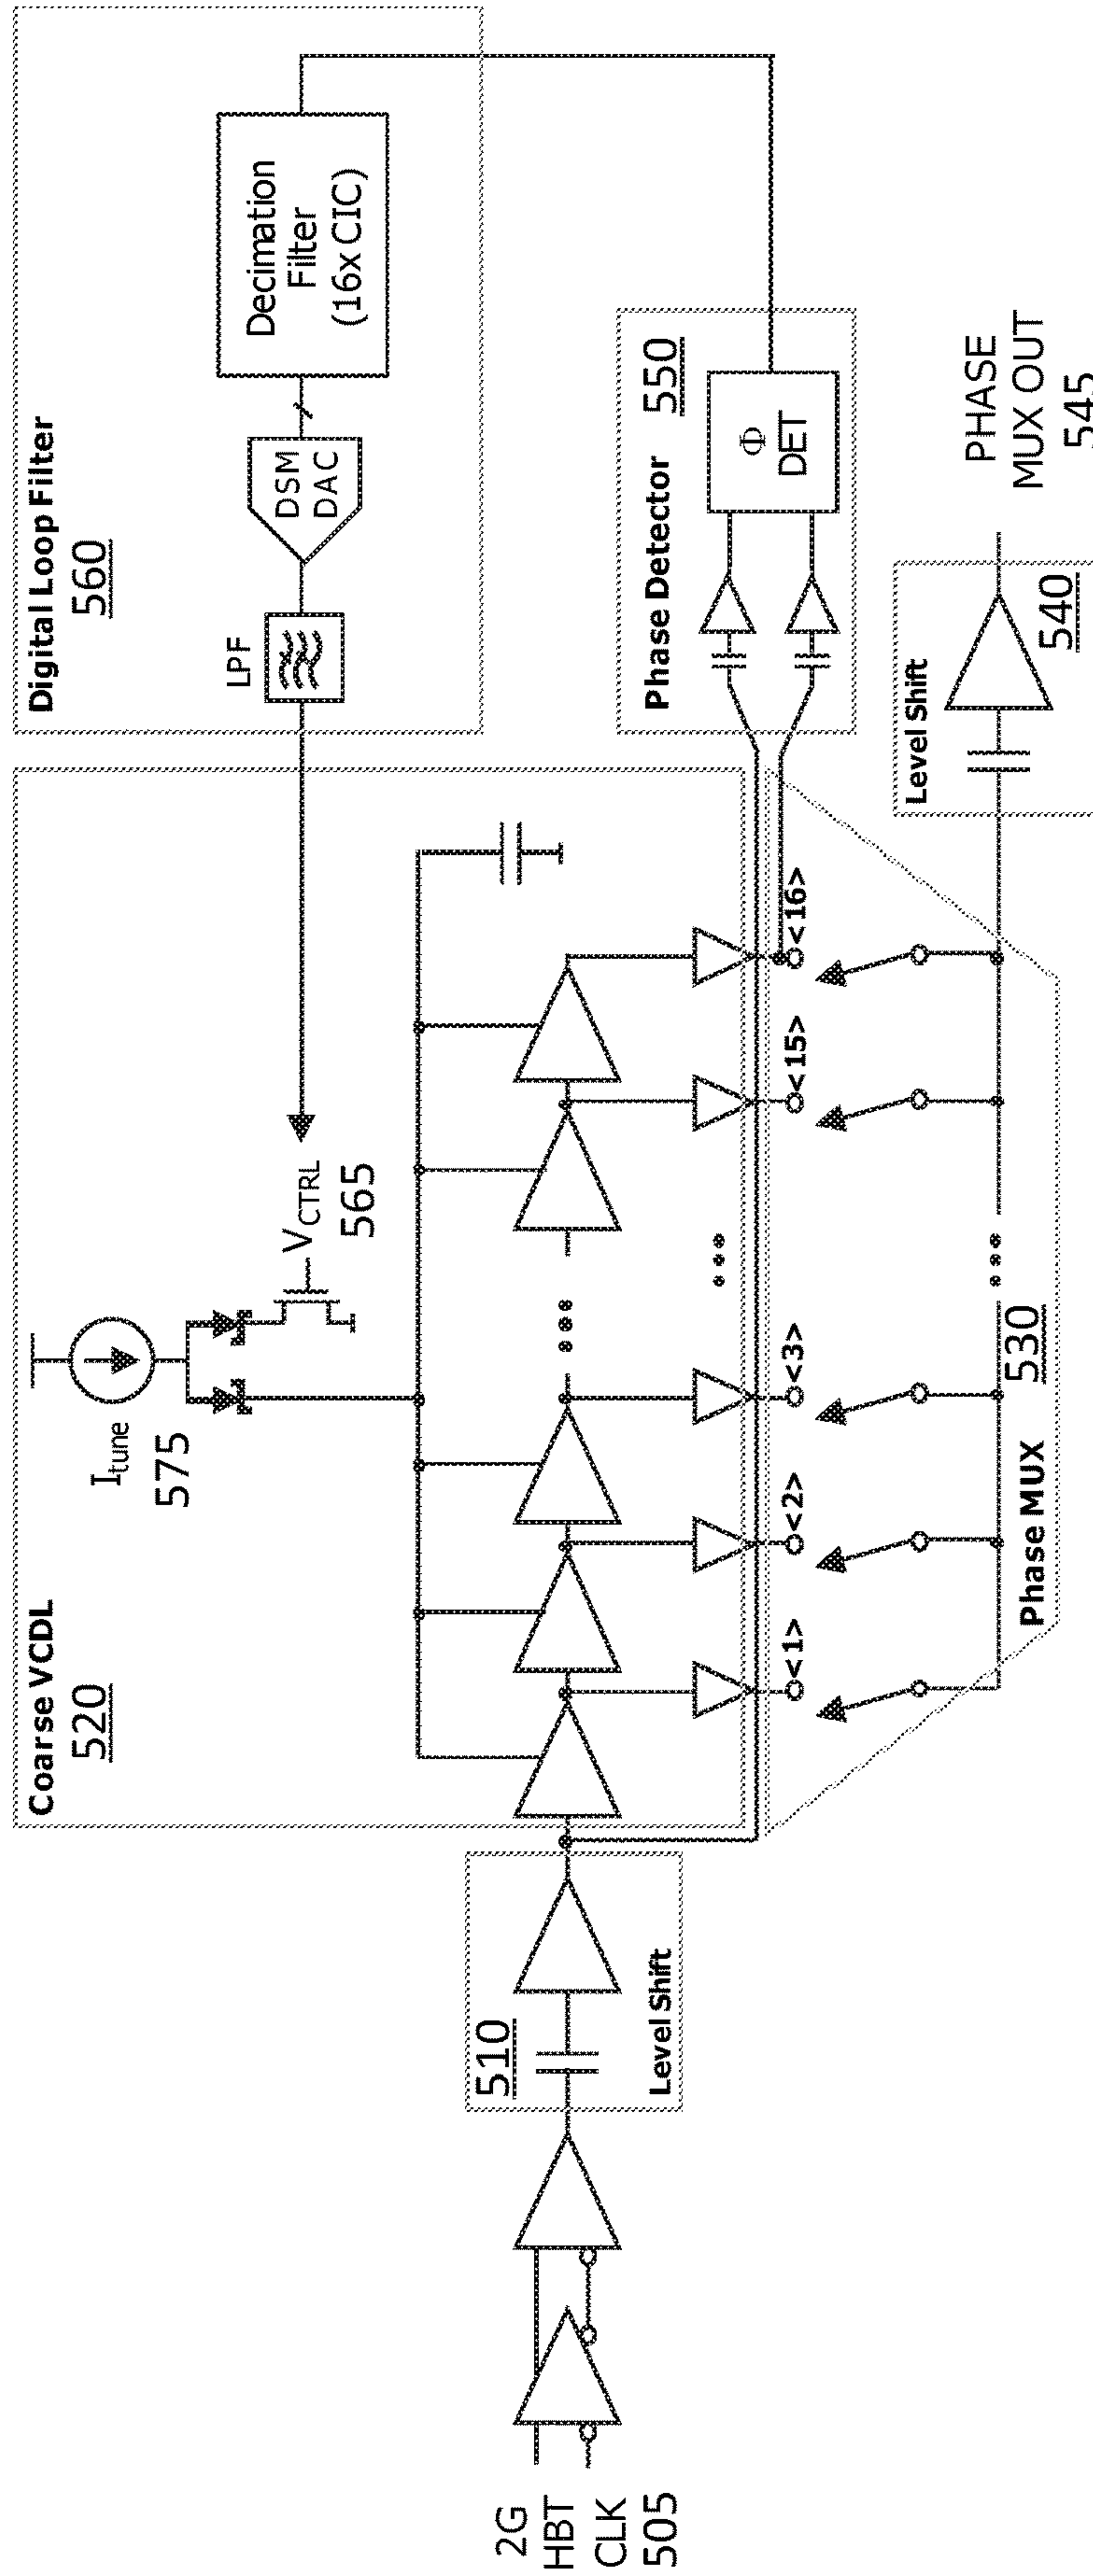 2G
HBT
CLK
505
510
Level Shift
Coarse VCDL
520
I_tune
575
V_CTRL
565
<1>
<2>
<3>
<15>
<16>
Phase MUX
530
Digital Loop Filter
560
LPF
DSM
DAC
Decimation
Filter
(16x CIC)
Phase Detector
550
Φ
DET
Level Shift
540
PHASE
MUX OUT
545